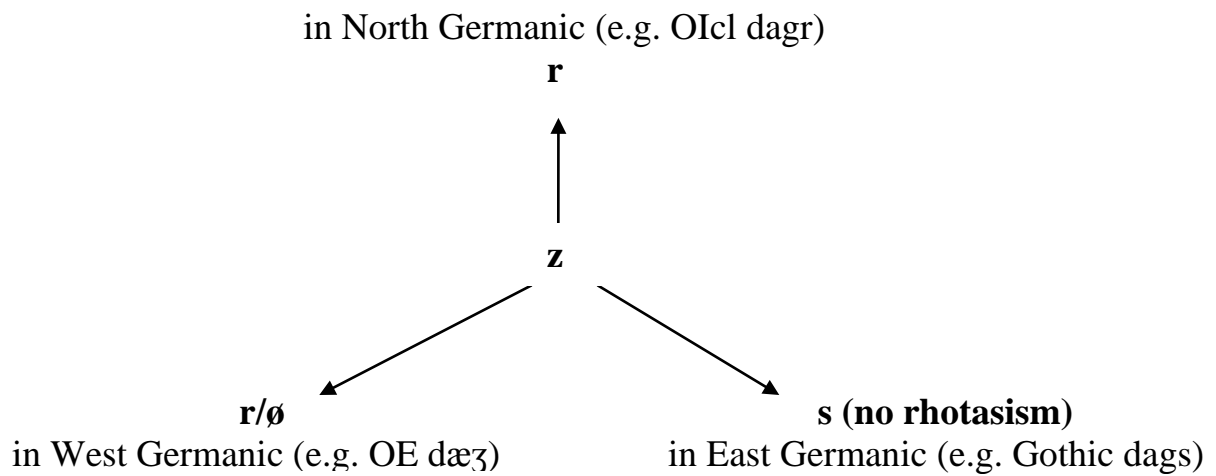 in North Germanic (e.g. OIcl dagr)
r
z
r/ø
in West Germanic (e.g. OE dæʒ)
s (no rhotasism)
in East Germanic (e.g. Gothic dags)